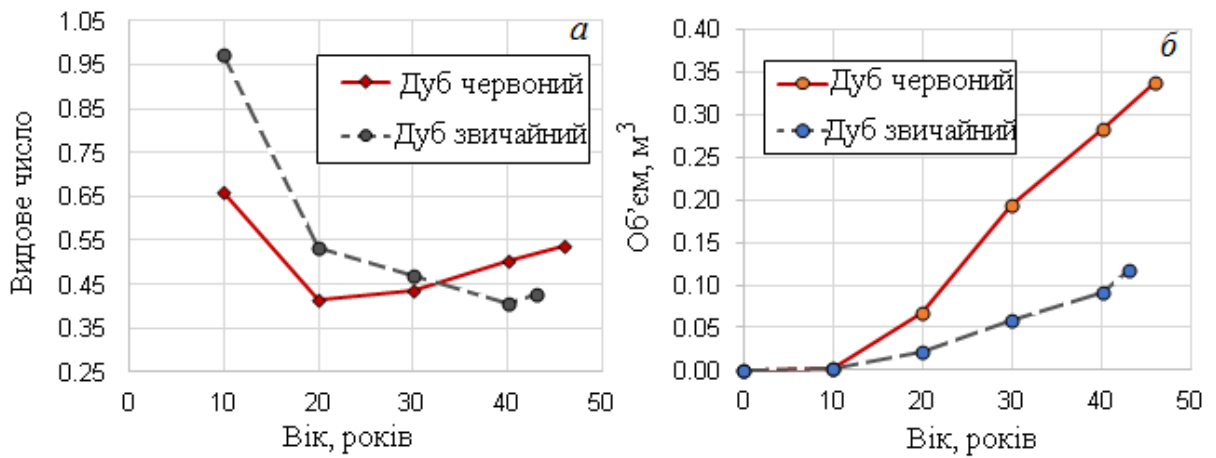 а
Видове число
1.05
0.95
0.85
0.75
0.65
0.55
0.45
0.35
0.25
Дуб червоний
Дуб звичайний
0 10 20 30 40 50
Вік, років
б
Об'єм, м³
0.40
0.35
0.30
0.25
0.20
0.15
0.10
0.05
0.00
Дуб червоний
Дуб звичайний
0 10 20 30 40 50
Вік, років